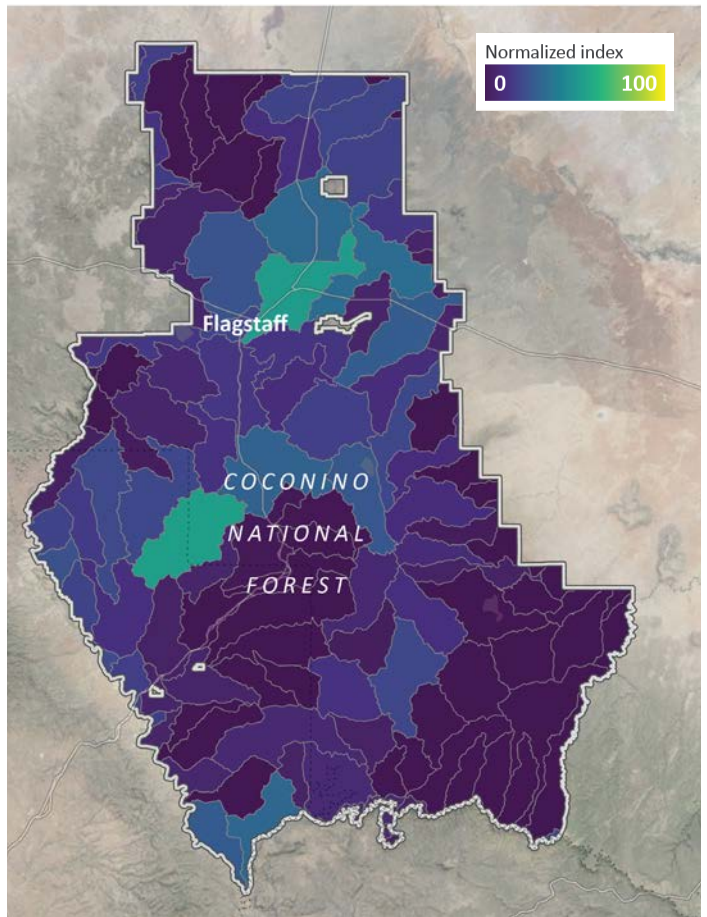 Normalized index
0 100
Flagstaff
COCONINO
NATIONAL
FOREST